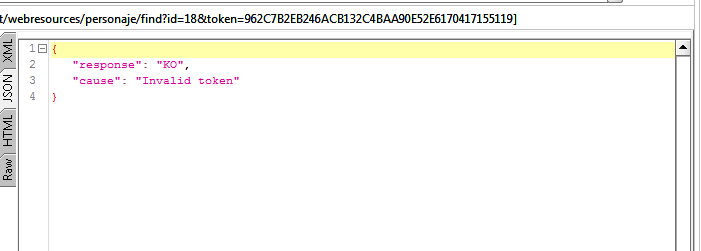 t/webresources/personaje/find?id=18&token=962C7B2EB246ACB132C4BAA90E52E6170417155119]
XML
JSON
HTML
Raw
1 {
2 "response": "KO",
3 "cause": "Invalid token"
4 }